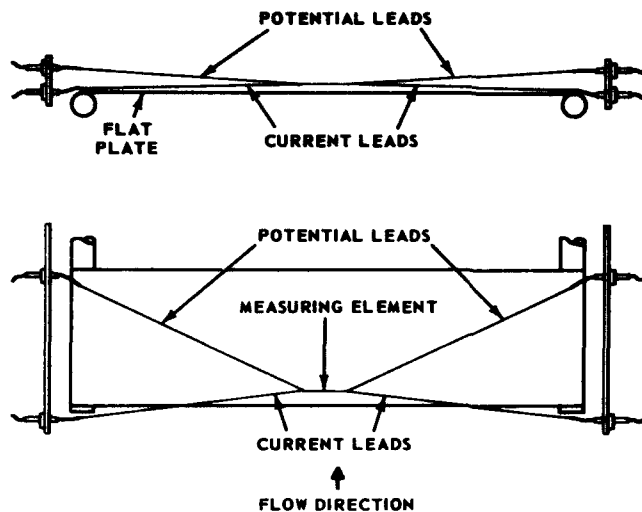 POTENTIAL LEADS
FLAT
PLATE
CURRENT LEADS
POTENTIAL LEADS
MEASURING ELEMENT
CURRENT LEADS
FLOW DIRECTION